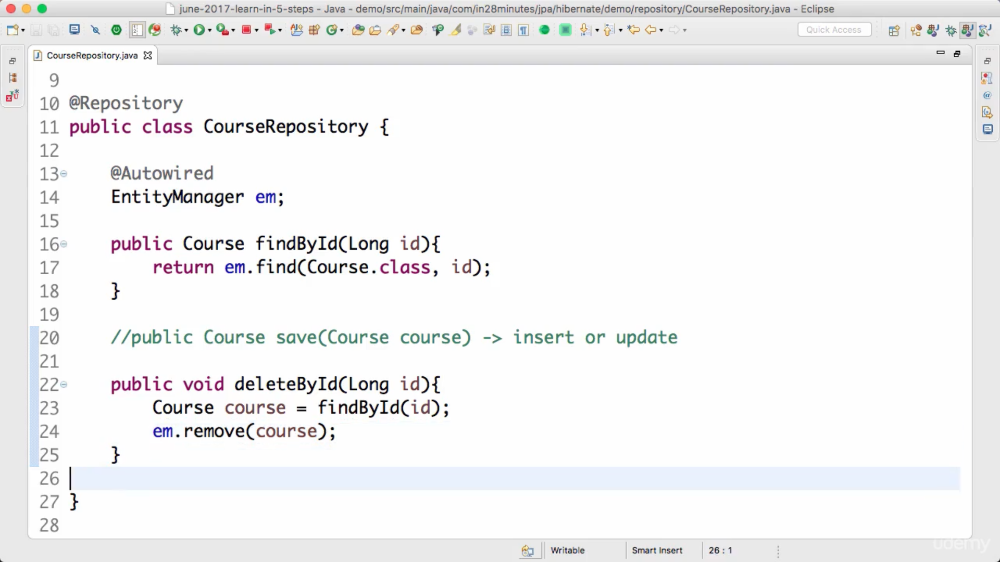 june-2017-learn-in-5-steps - Java - demo/src/main/java/com/in28minutes/jpa/hibernate/demo/repository/CourseRepository.java - Eclipse
Quick Access
CourseRepository.java
9
10 @Repository
11 public class CourseRepository {
12
13 @Autowired
14 EntityManager em;
15
16 public Course findById(Long id){
17 return em.find(Course.class, id);
18 }
19
20 //public Course save(Course course) -> insert or update
21
22 public void deleteById(Long id){
23 Course course = findById(id);
24 em.remove(course);
25 }
26
27 }
28
Writable Smart Insert 26 : 1
udemy